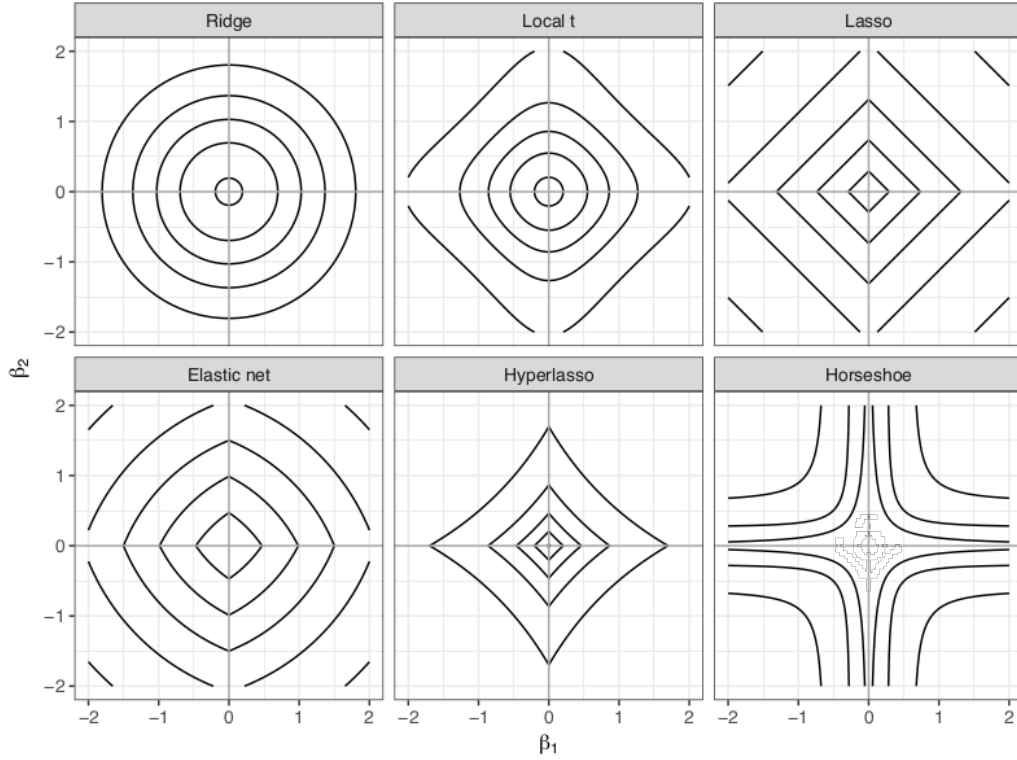 Ridge Local t Lasso
2
1
0
−1
−2
β2
Elastic net Hyperlasso Horseshoe
2
1
0
−1
−2
−2 −1 0 1 2 −2 −1 0 1 2 −2 −1 0 1 2
β1